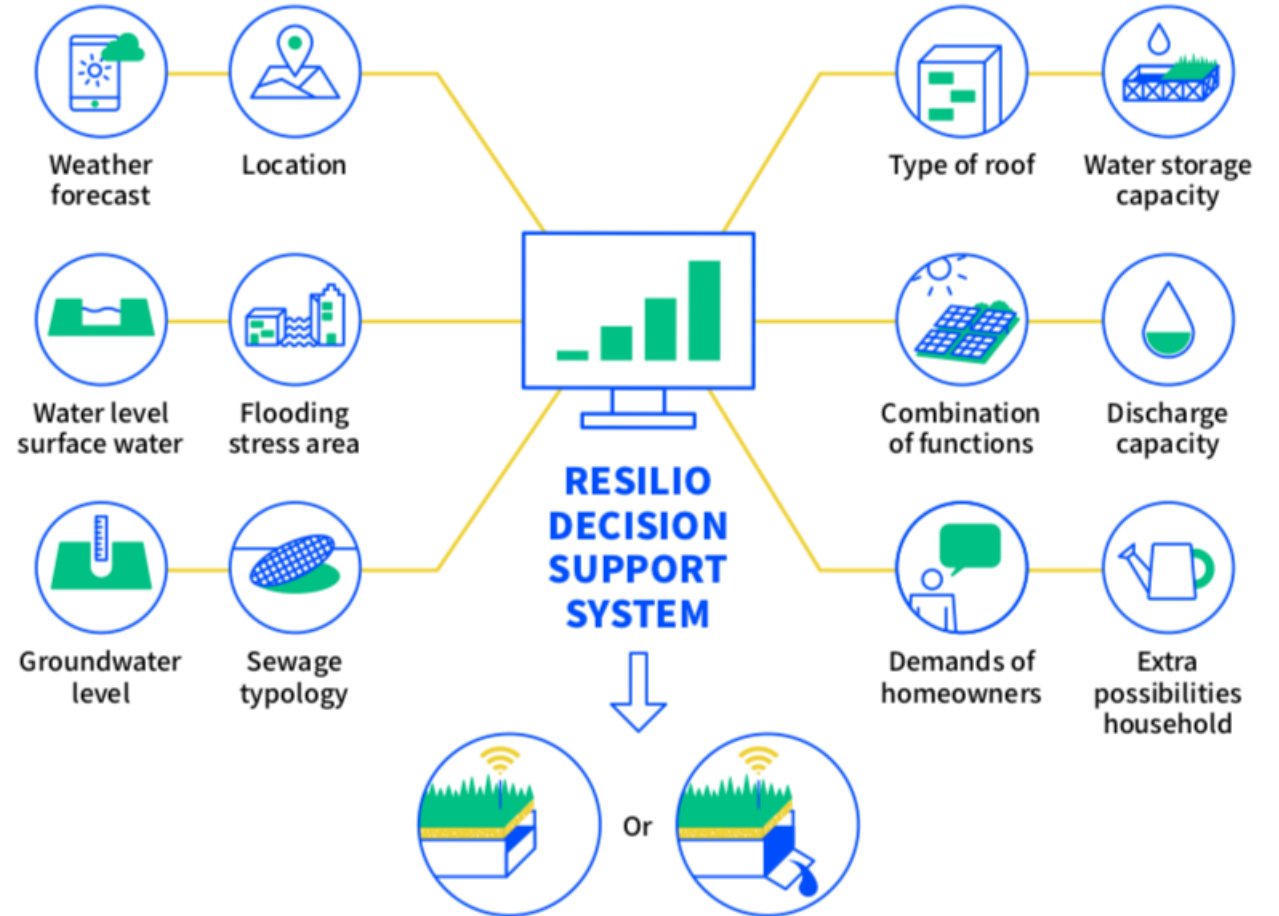 Weather
forecast
Location
Type of roof
Water storage
capacity
Water level
surface water
Flooding
stress area
Combination
of functions
Discharge
capacity
RESILIO
DECISION
SUPPORT
SYSTEM
Groundwater
level
Sewage
typology
Demands of
homeowners
Extra
possibilities
household
Or